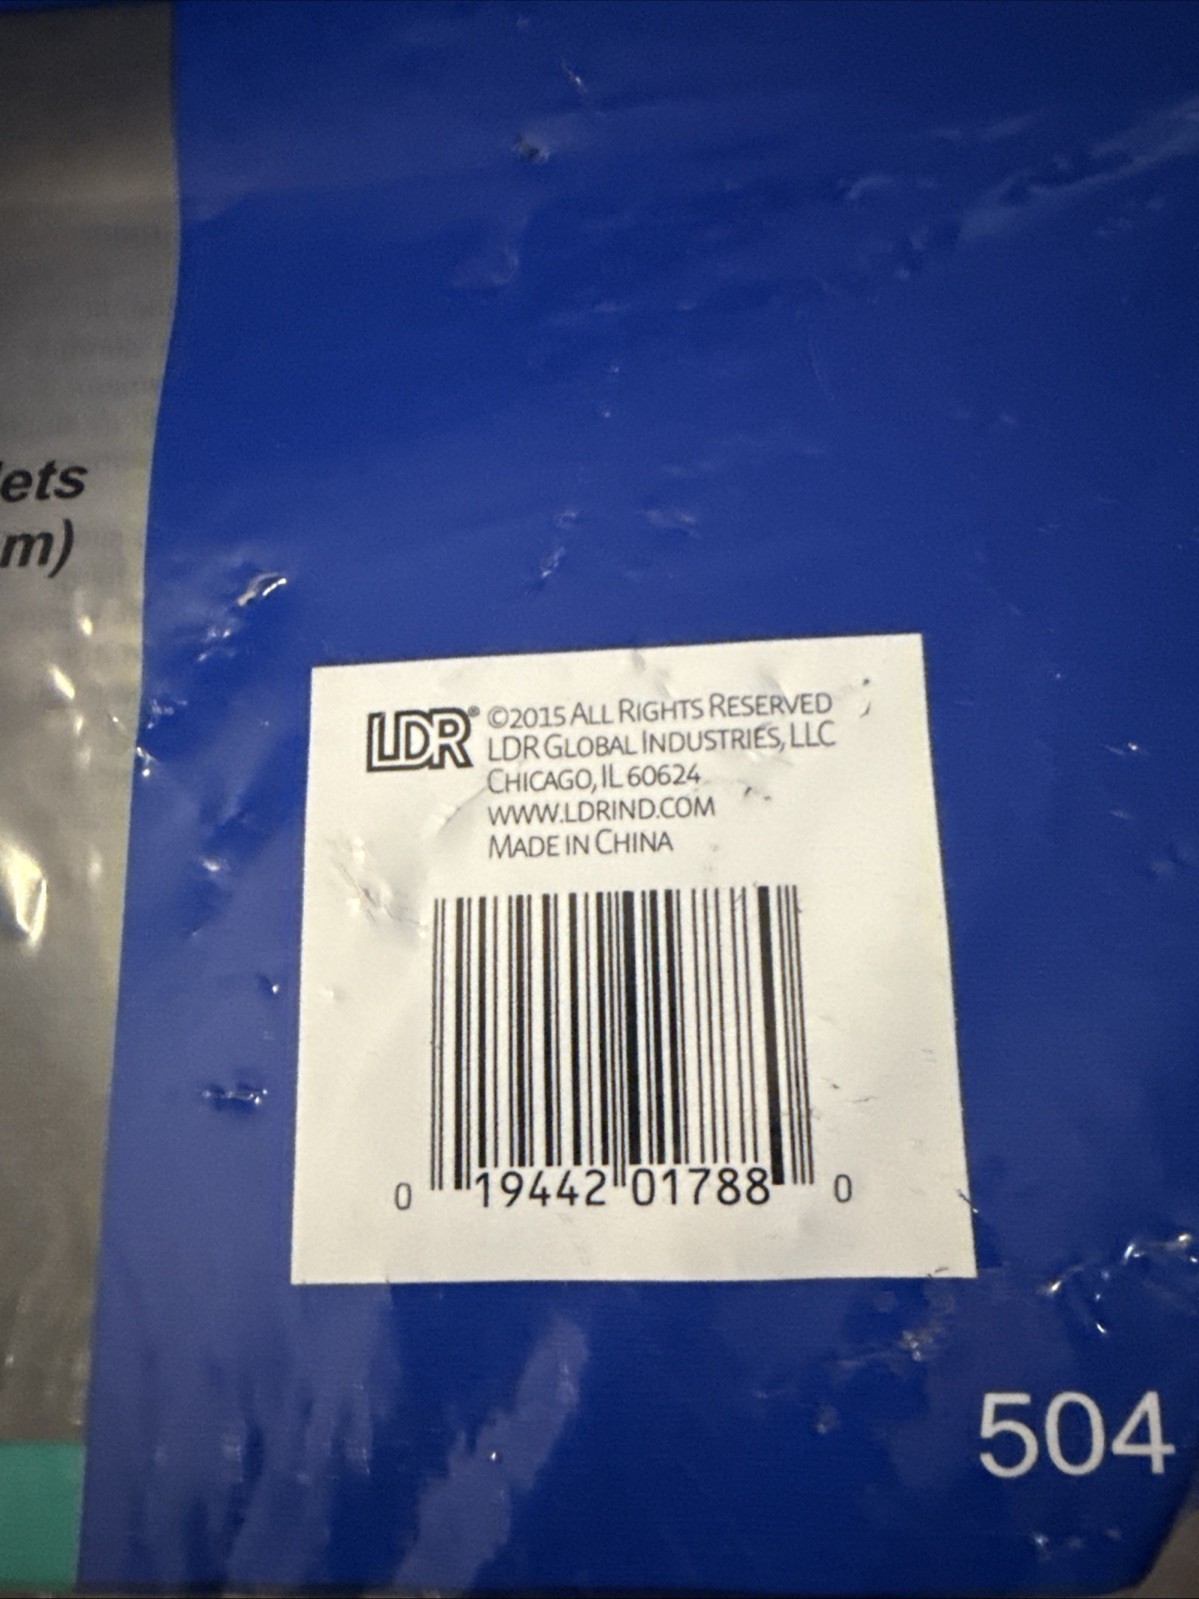 ets
m)
LDR®
©2015 ALL RIGHTS RESERVED
LDR GLOBAL INDUSTRIES, LLC
CHICAGO, IL 60624
WWW.LDRIND.COM
MADE IN CHINA
0 19442 01788 0
504